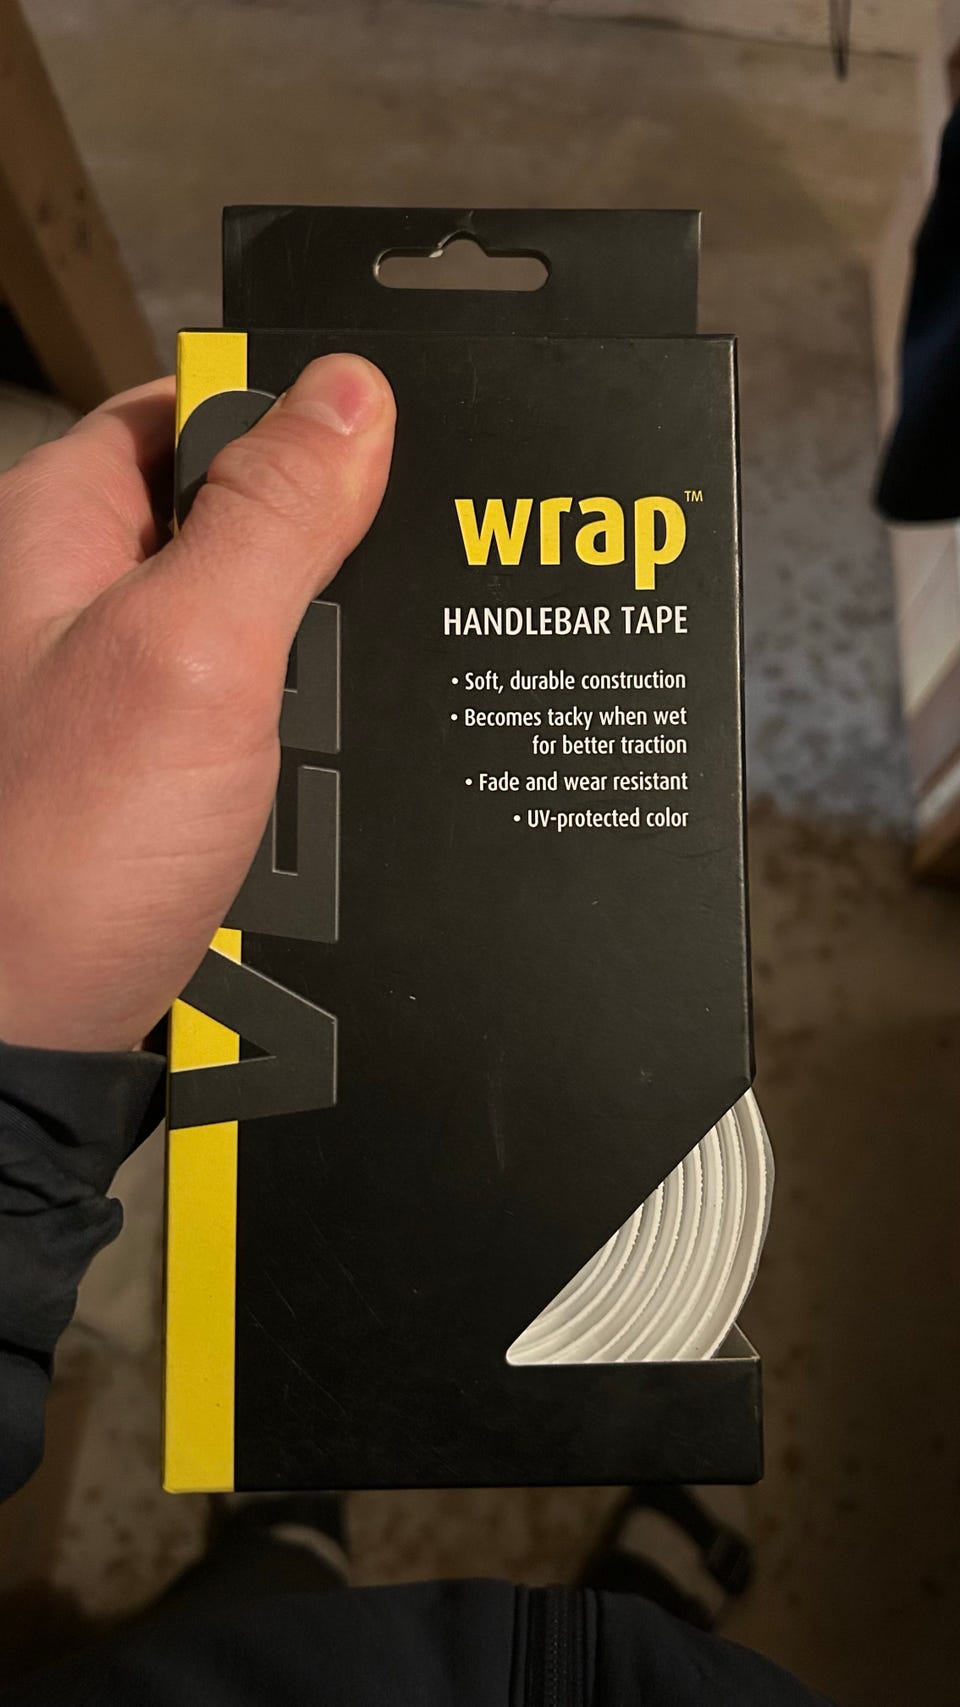 wrap™
HANDLEBAR TAPE
• Soft, durable construction
• Becomes tacky when wet
for better traction
• Fade and wear resistant
• UV-protected color